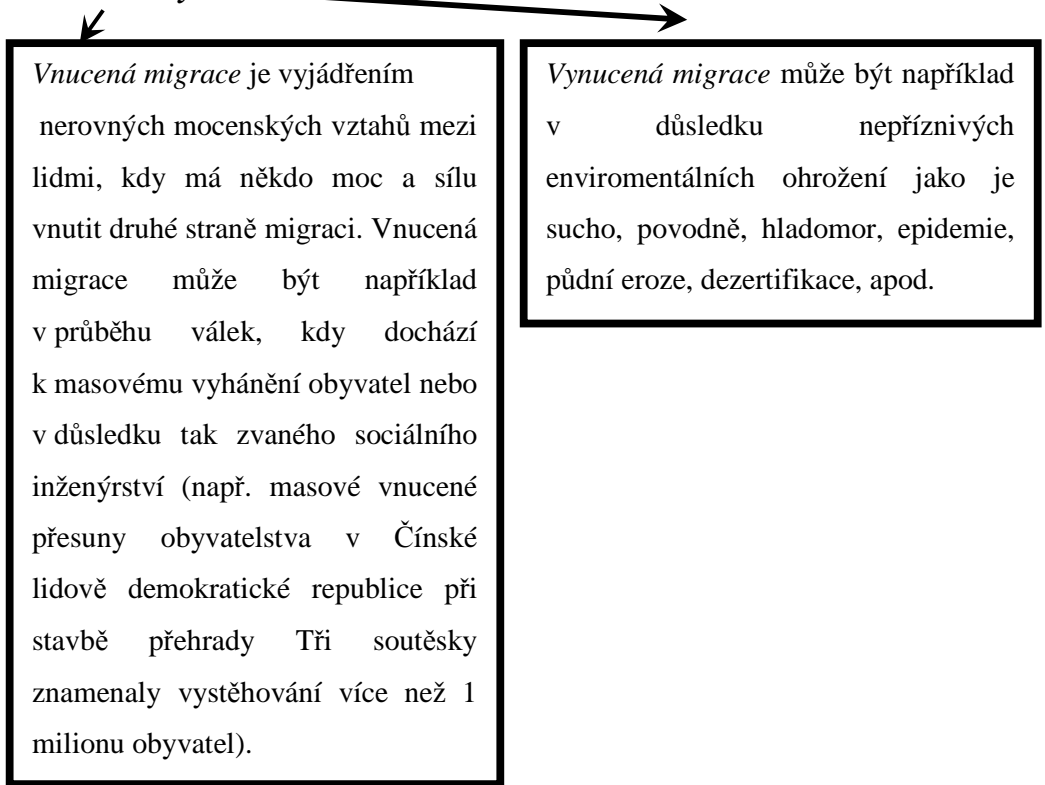 Vnucená migrace je vyjádřením
nerovných mocenských vztahů mezi
lidmi, kdy má někdo moc a sílu
vnutit druhé straně migraci. Vnucená
migrace může být například
v průběhu válek, kdy dochází
k masovému vyhánění obyvatel nebo
v důsledku tak zvaného sociálního
inženýrství (např. masové vnucené
přesuny obyvatelstva v Čínské
lidově demokratické republice při
stavbě přehrady Tři soutěsky
znamenaly vystěhování více než 1
milionu obyvatel).
Vynucená migrace může být například
v důsledku nepříznivých
enviromentálních ohrožení jako je
sucho, povodně, hladomor, epidemie,
půdní eroze, dezertifikace, apod.